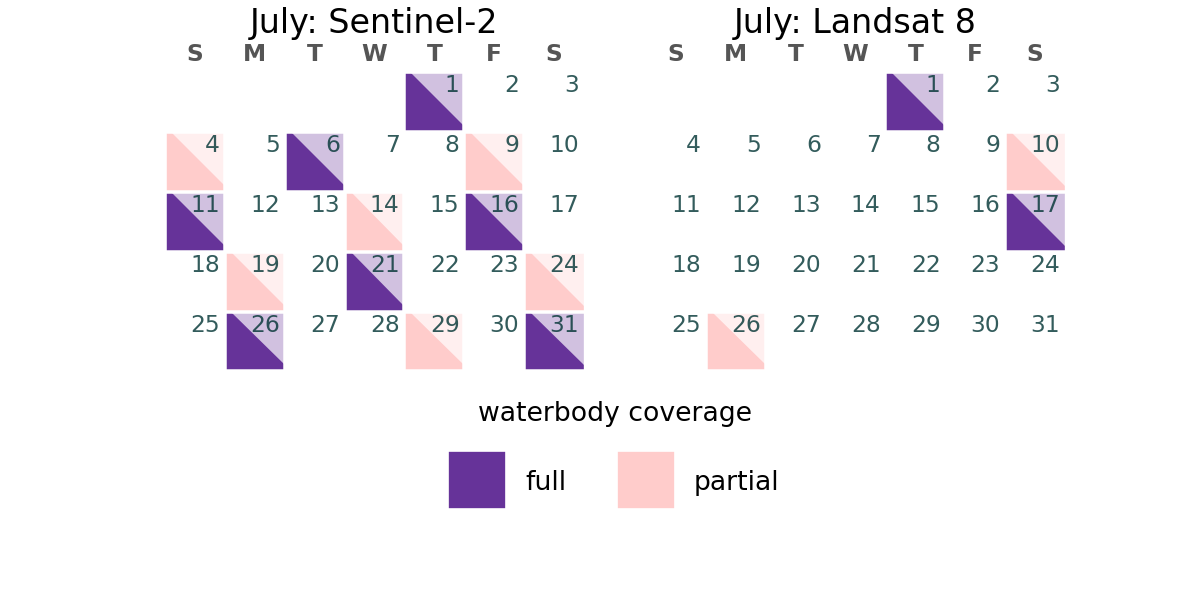 July: Sentinel-2
S M T W T F S
1 2 3
4 5 6 7 8 9 10
11 12 13 14 15 16 17
18 19 20 21 22 23 24
25 26 27 28 29 30 31
July: Landsat 8
S M T W T F S
1 2 3
4 5 6 7 8 9 10
11 12 13 14 15 16 17
18 19 20 21 22 23 24
25 26 27 28 29 30 31
waterbody coverage
full partial